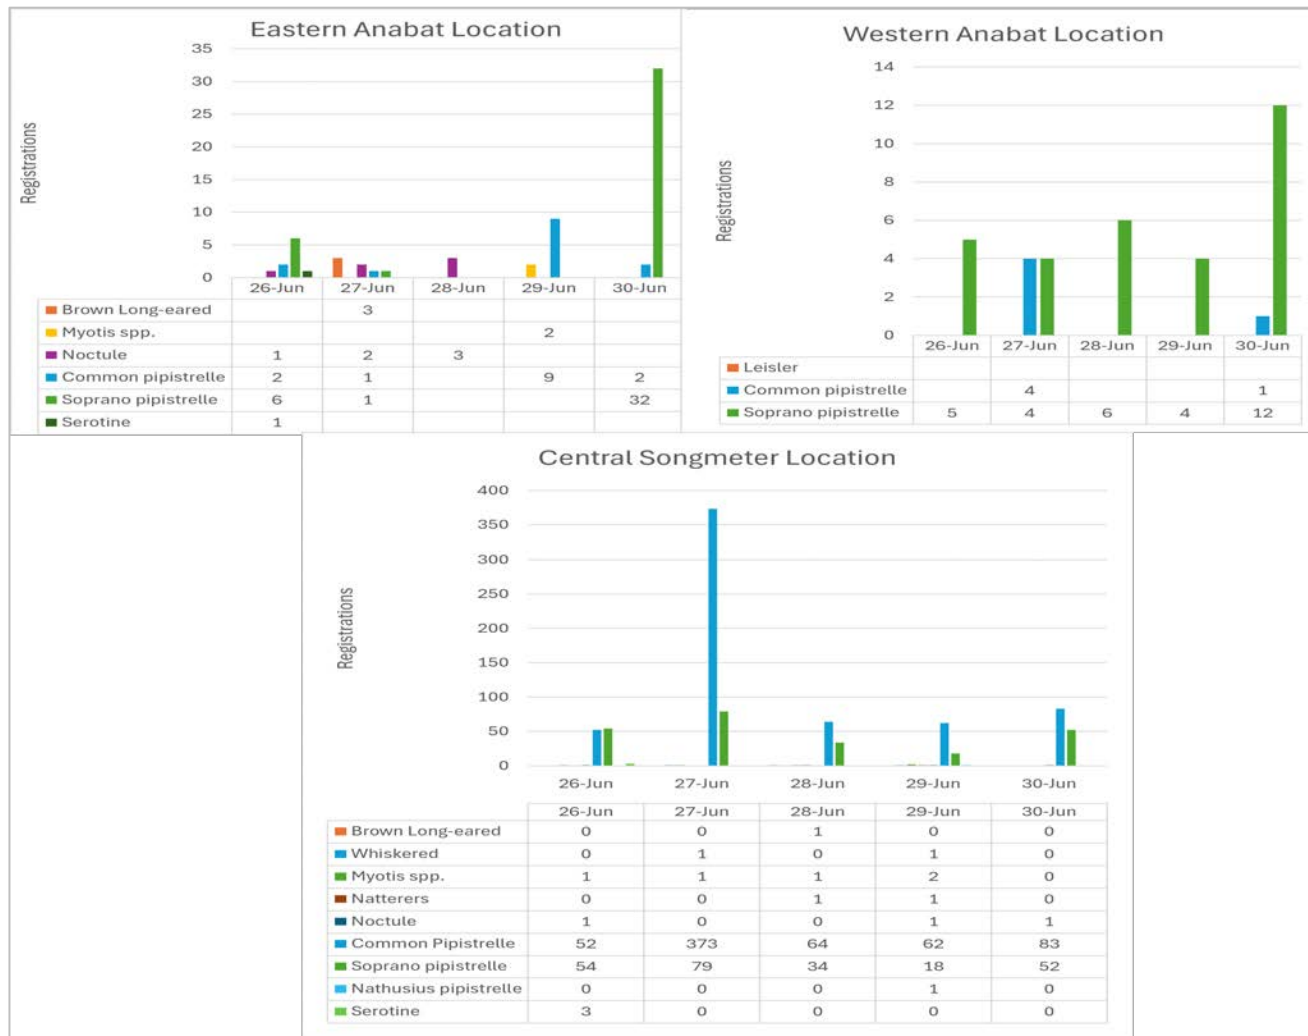 Eastern Anabat Location
Registrations
35
30
25
20
15
10
5
0
26-Jun 27-Jun 28-Jun 29-Jun 30-Jun
Brown Long-eared 3
Myotis spp. 2
Noctule 1 2 3
Common pipistrelle 2 1 9 2
Soprano pipistrelle 6 1 32
Serotine 1
Western Anabat Location
Registrations
14
12
10
8
6
4
2
0
26-Jun 27-Jun 28-Jun 29-Jun 30-Jun
Leisler
Common pipistrelle 4 1
Soprano pipistrelle 5 4 6 4 12
Central Songmeter Location
Registrations
400
350
300
250
200
150
100
50
0
26-Jun 27-Jun 28-Jun 29-Jun 30-Jun
26-Jun 27-Jun 28-Jun 29-Jun 30-Jun
Brown Long-eared 0 0 1 0 0
Whiskered 0 1 0 1 0
Myotis spp. 1 1 1 2 0
Natterers 0 0 1 1 0
Noctule 1 0 0 1 1
Common Pipistrelle 52 373 64 62 83
Soprano pipistrelle 54 79 34 18 52
Nathusius pipistrelle 0 0 0 1 0
Serotine 3 0 0 0 0